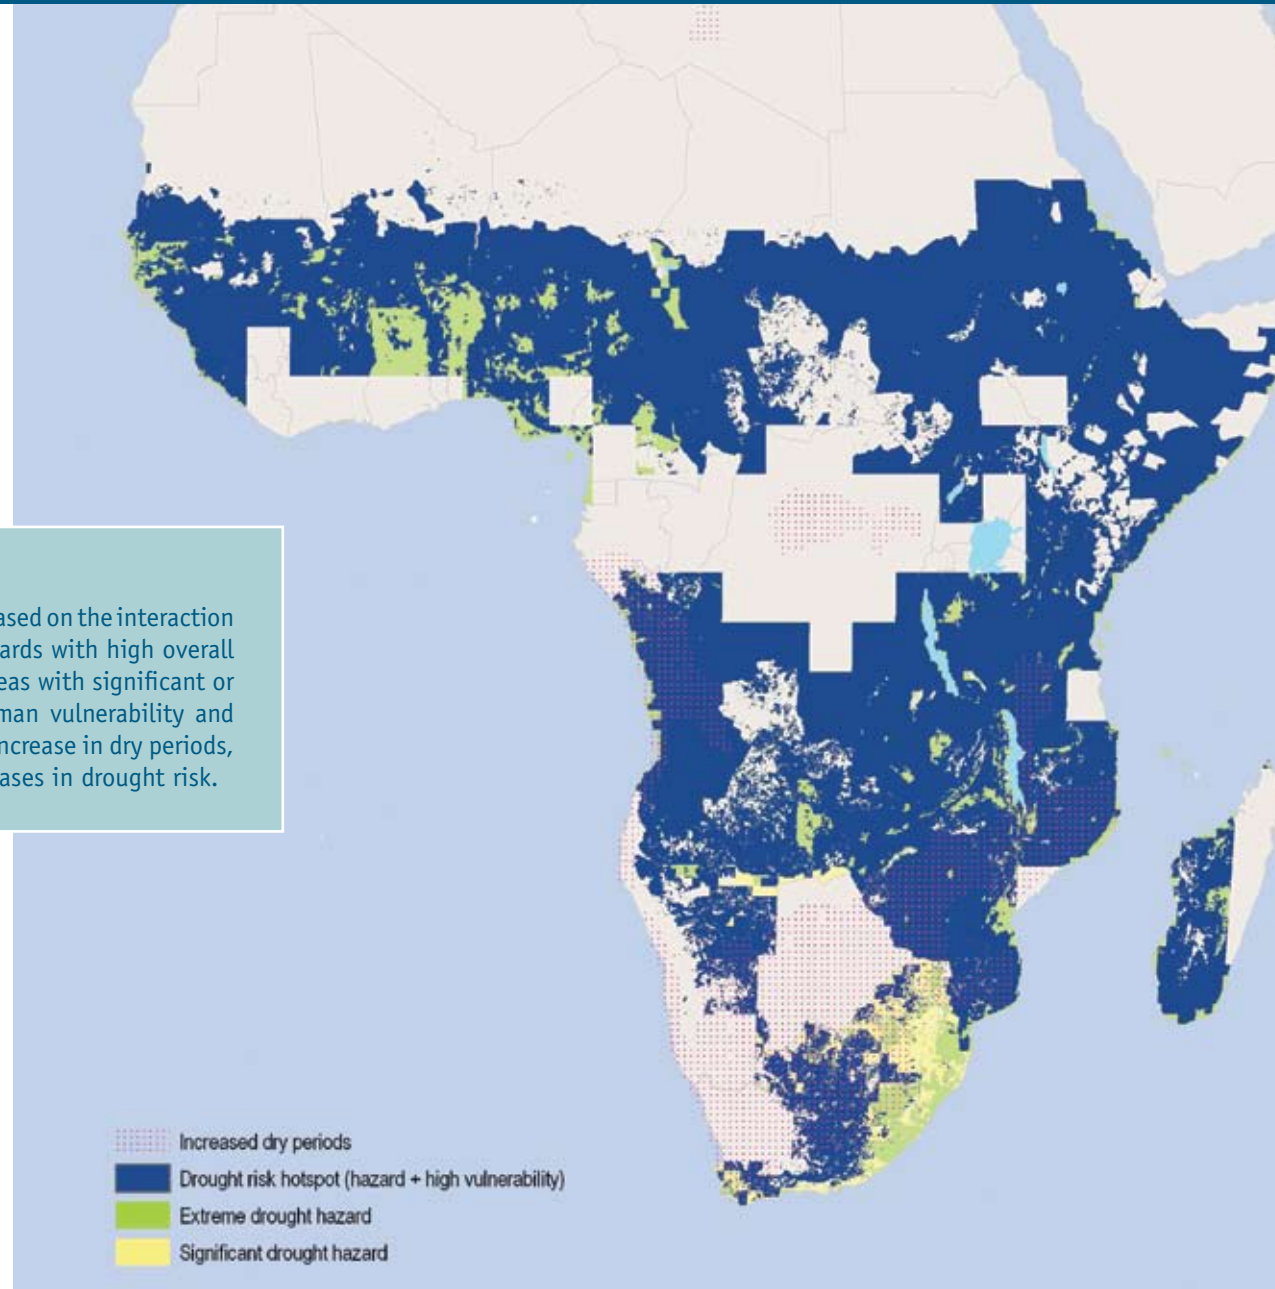 ased on the interaction
ards with high overall
eas with significant or
man vulnerability and
ncrease in dry periods,
ases in drought risk.
Increased dry periods
Drought risk hotspot (hazard + high vulnerability)
Extreme drought hazard
Significant drought hazard